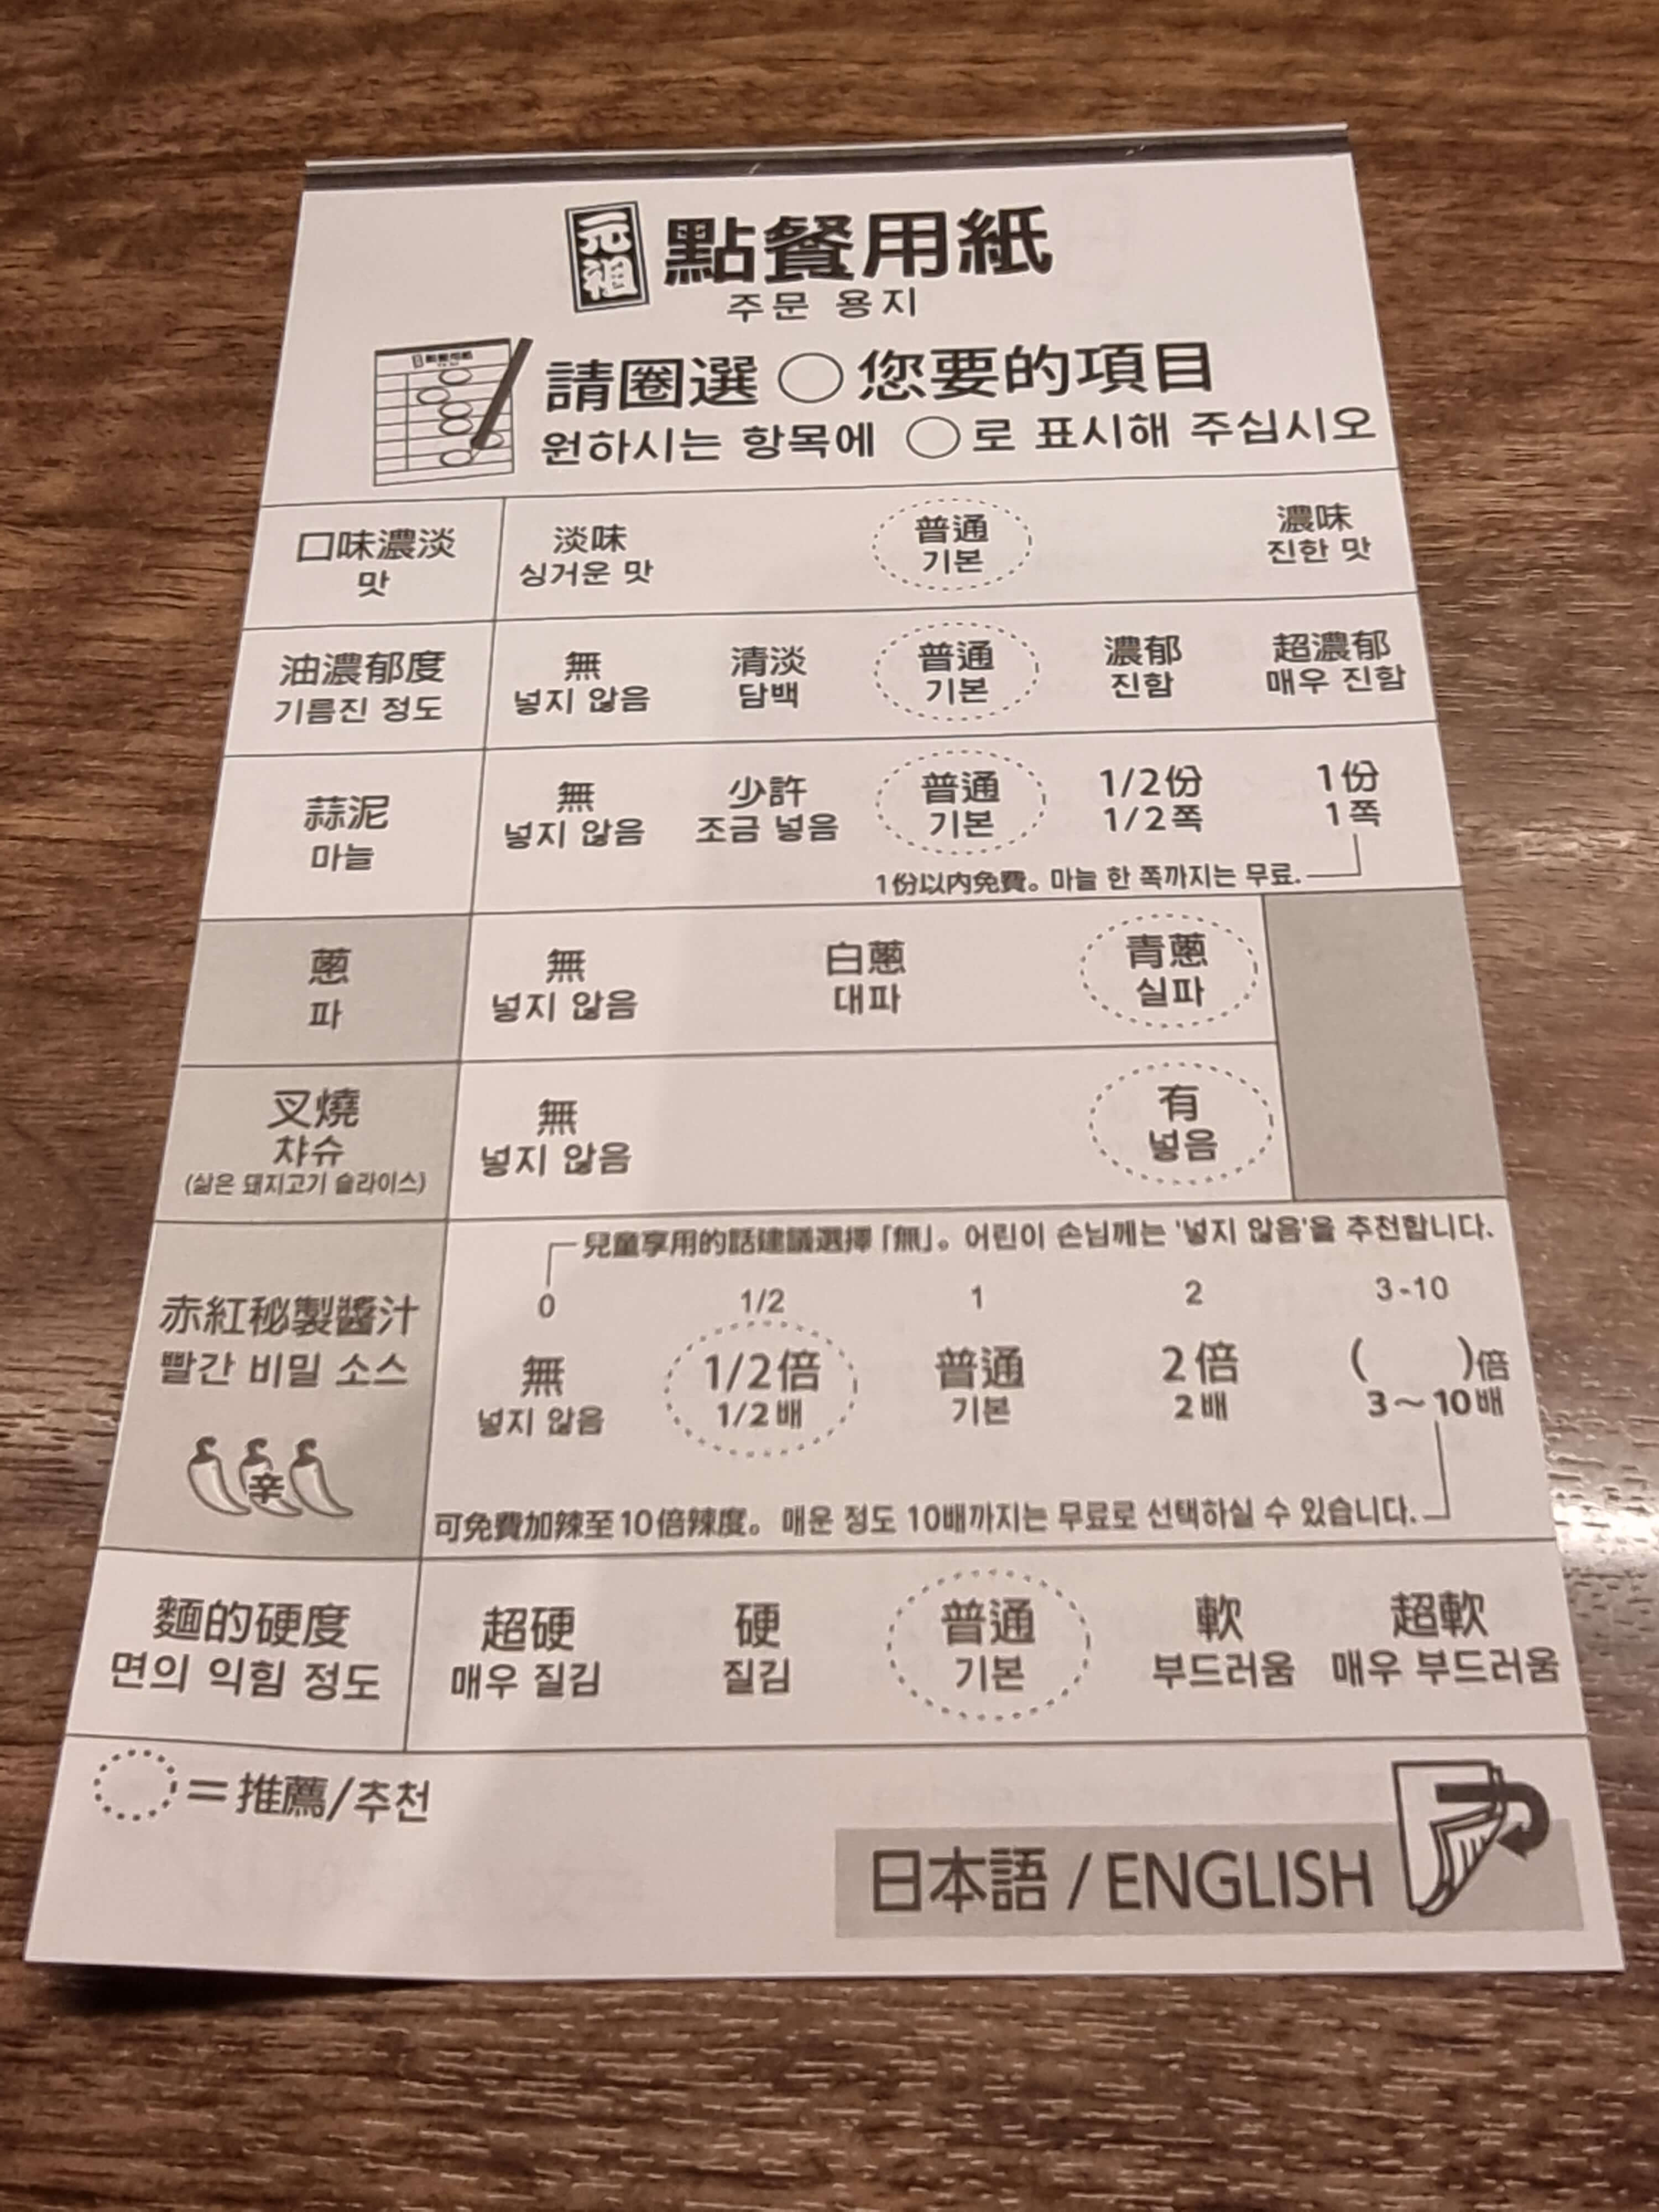 元祖 點餐用紙
주문 용지
請圈選 ○ 您要的項目
원하시는 항목에 ○로 표시해 주십시오
口味濃淡 淡味 普通 濃味
맛 싱거운 맛 기본 진한 맛
油濃郁度 無 清淡 普通 濃郁 超濃郁
기름진 정도 넣지 않음 담백 기본 진함 매우 진함
蒜泥 無 少許 普通 1/2份 1份
마늘 넣지 않음 조금 넣음 기본 1/2쪽 1쪽
1份以內免費。마늘 한 쪽까지는 무료.
蔥 無 白蔥 青蔥
파 넣지 않음 대파 실파
叉燒 無 有
챠슈 넣지 않음 넣음
(삶은 돼지고기 슬라이스)
兒童享用的話建議選擇「無」。어린이 손님께는 '넣지 않음'을 추천합니다.
0 1/2 1 2 3-10
赤紅秘製醬汁 無 1/2倍 普通 2倍 ( )倍
빨간 비밀 소스 넣지 않음 1/2배 기본 2배 3～10배
辛
可免費加辣至10倍辣度。매운 정도 10배까지는 무료로 선택하실 수 있습니다.
麵的硬度 超硬 硬 普通 軟 超軟
면의 익힘 정도 매우 질김 질김 기본 부드러움 매우 부드러움
＝推薦/추천
日本語 / ENGLISH